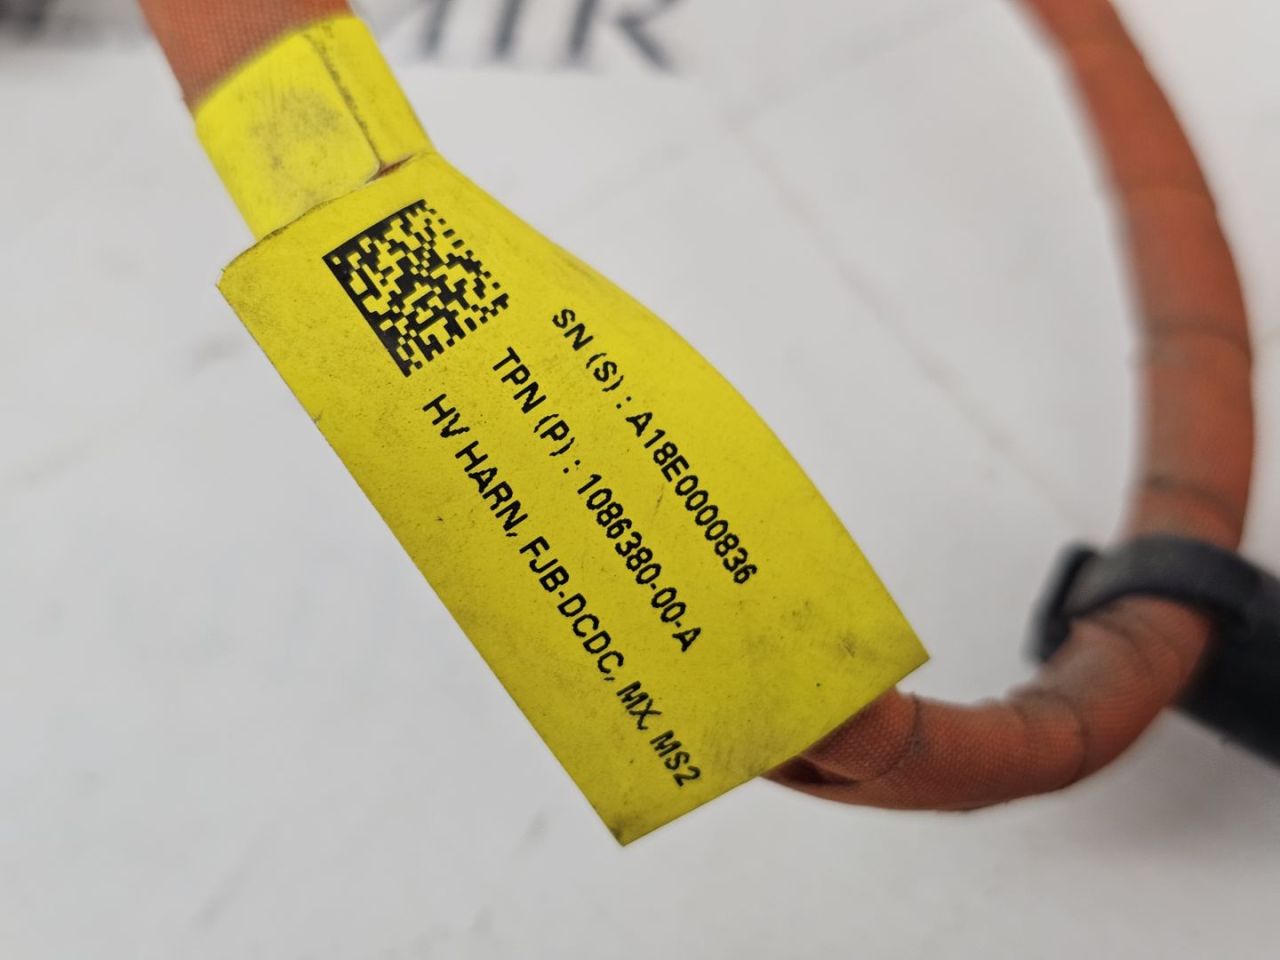 SN (S) : A18E0000836
TPN (P) : 1086380-00-A
HV HARN, FJB-DCDC, MX, MS2